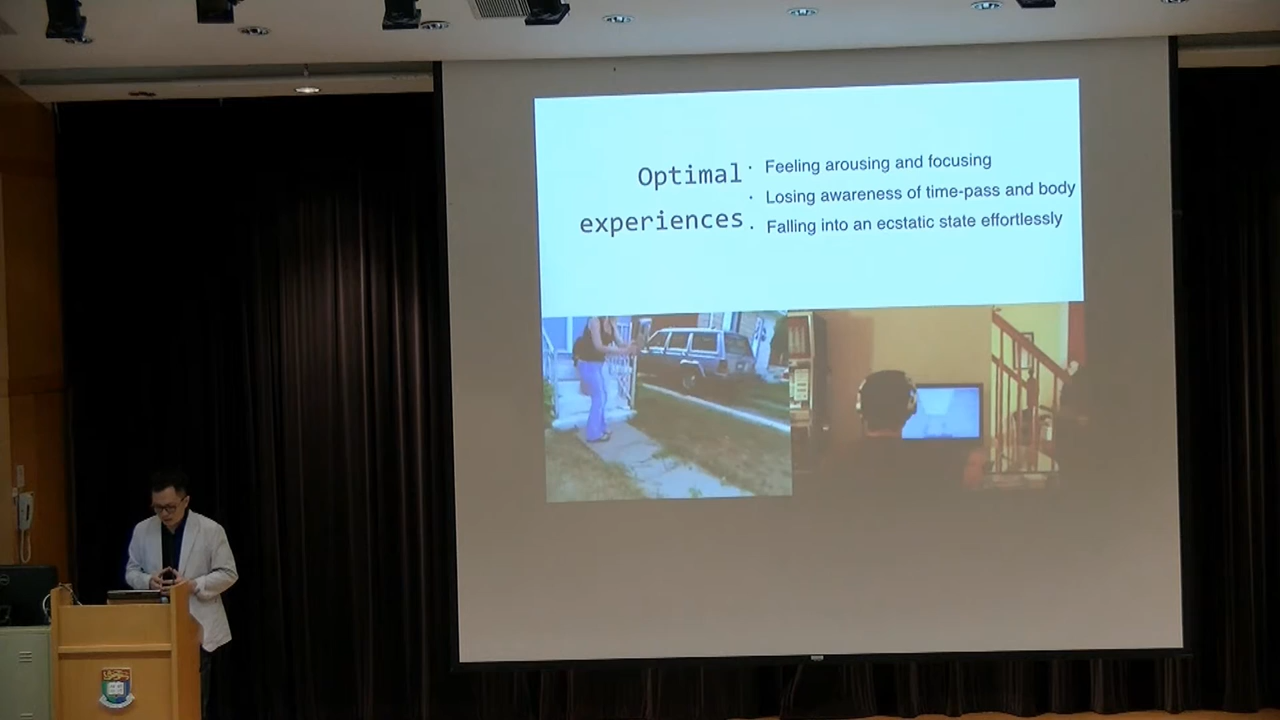 Optimal
experiences
· Feeling arousing and focusing
· Losing awareness of time-pass and body
· Falling into an ecstatic state effortlessly